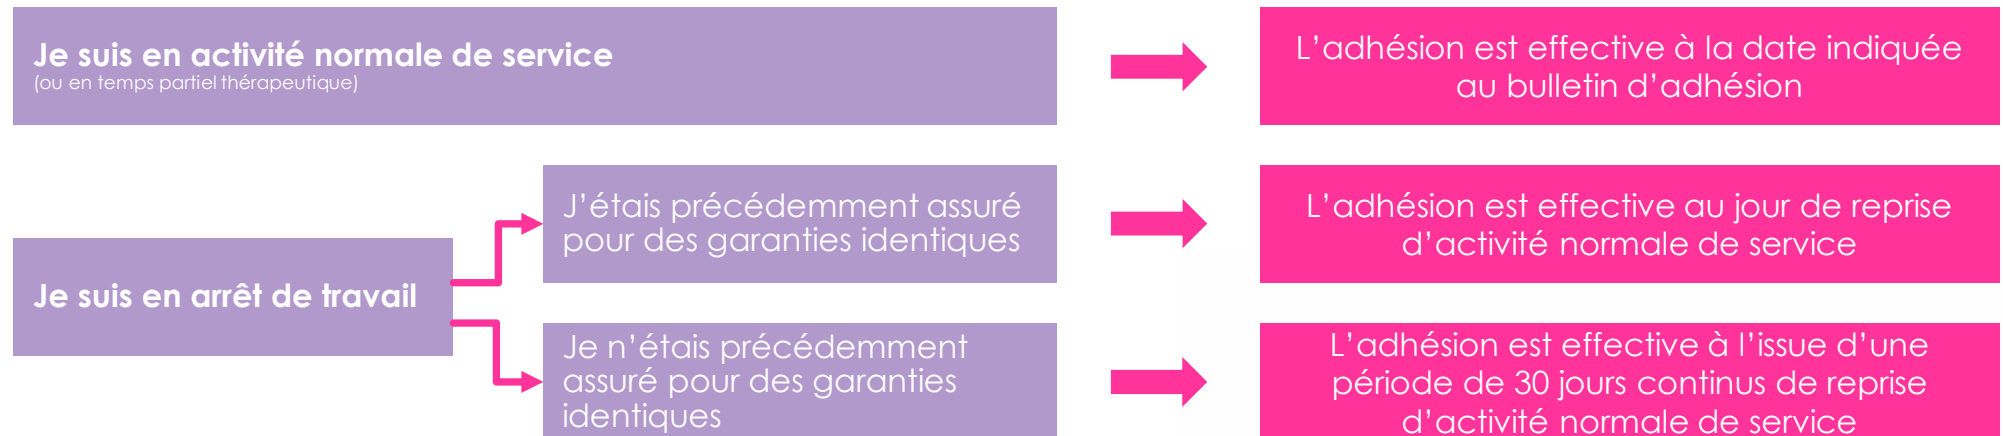 Je suis en activité normale de service
(ou en temps partiel thérapeutique)
L'adhésion est effective à la date indiquée
au bulletin d'adhésion
Je suis en arrêt de travail
J'étais précédemment assuré
pour des garanties identiques
L'adhésion est effective au jour de reprise
d'activité normale de service
Je n'étais précédemment
assuré pour des garanties
identiques
L'adhésion est effective à l'issue d'une
période de 30 jours continus de reprise
d'activité normale de service